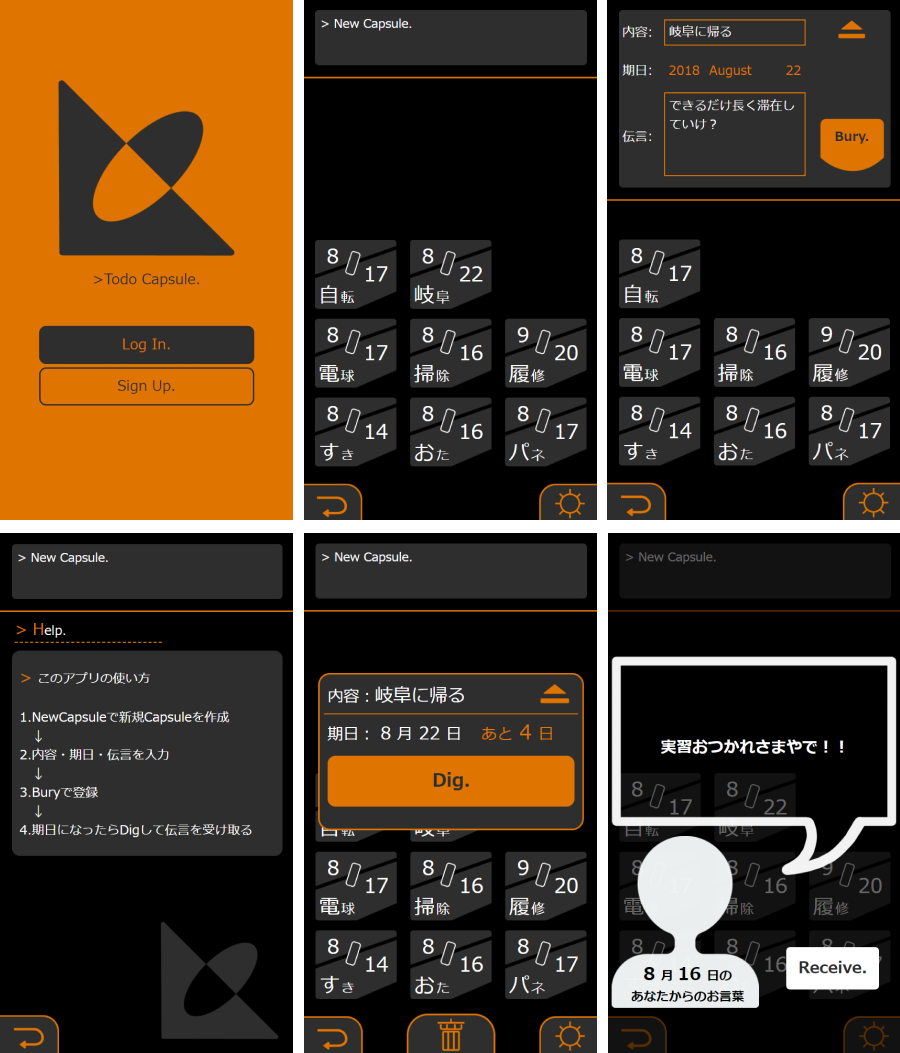 >Todo Capsule.
Log In.
Sign Up.
> New Capsule.
8 17
自転
8 22
岐阜
8 17
電球
8 16
掃除
9 20
履修
8 14
すき
8 16
おた
8 17
パネ
内容: 岐阜に帰る
期日: 2018 August 22
伝言: できるだけ長く滞在し
ていけ？
Bury.
8 17
自転
8 17
電球
8 16
掃除
9 20
履修
8 14
すき
8 16
おた
8 17
パネ
> New Capsule.
> Help.
> このアプリの使い方
1.NewCapsuleで新規Capsuleを作成
↓
2.内容・期日・伝言を入力
↓
3.Buryで登録
↓
4.期日になったらDigして伝言を受け取る
> New Capsule.
内容：岐阜に帰る
期日： 8 月 22 日 あと 4 日
Dig.
自転
岐阜
8 17
電球
8 16
掃除
9 20
履修
8 14
すき
8 16
おた
8 17
パネ
> New Capsule.
実習おつかれさまやで！！
8 17
自転
8 22
岐阜
16
掃除
9 20
履修
16
8 月 16 日の
あなたからのお言葉
Receive.